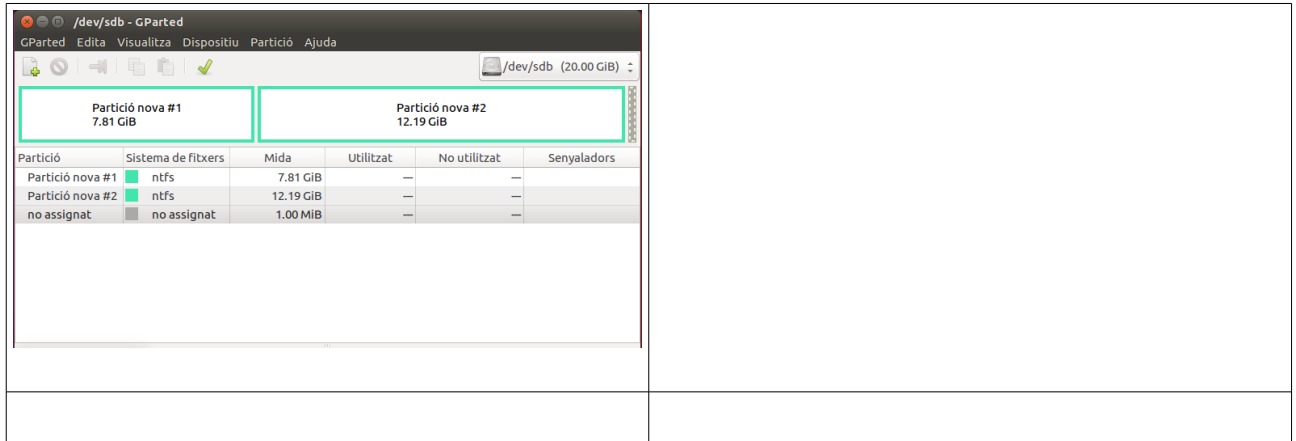 /dev/sdb - GParted
GParted Edita Visualitza Dispositiu Partició Ajuda
/dev/sdb (20.00 GiB)
Partició nova #1 Partició nova #2
7.81 GiB 12.19 GiB
Partició Sistema de fitxers Mida Utilitzat No utilitzat Senyaladors
Partició nova #1 ntfs 7.81 GiB — —
Partició nova #2 ntfs 12.19 GiB — —
no assignat no assignat 1.00 MiB — —